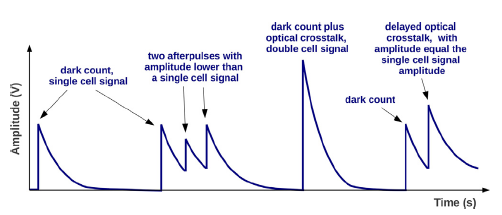 dark count,
single cell signal
two afterpulses with
amplitude lower than
a single cell signal
dark count plus
optical crosstalk,
double cell signal
delayed optical
crosstalk, with
amplitude equal the
single cell signal
amplitude
dark count
Amplitude (V)
Time (s)